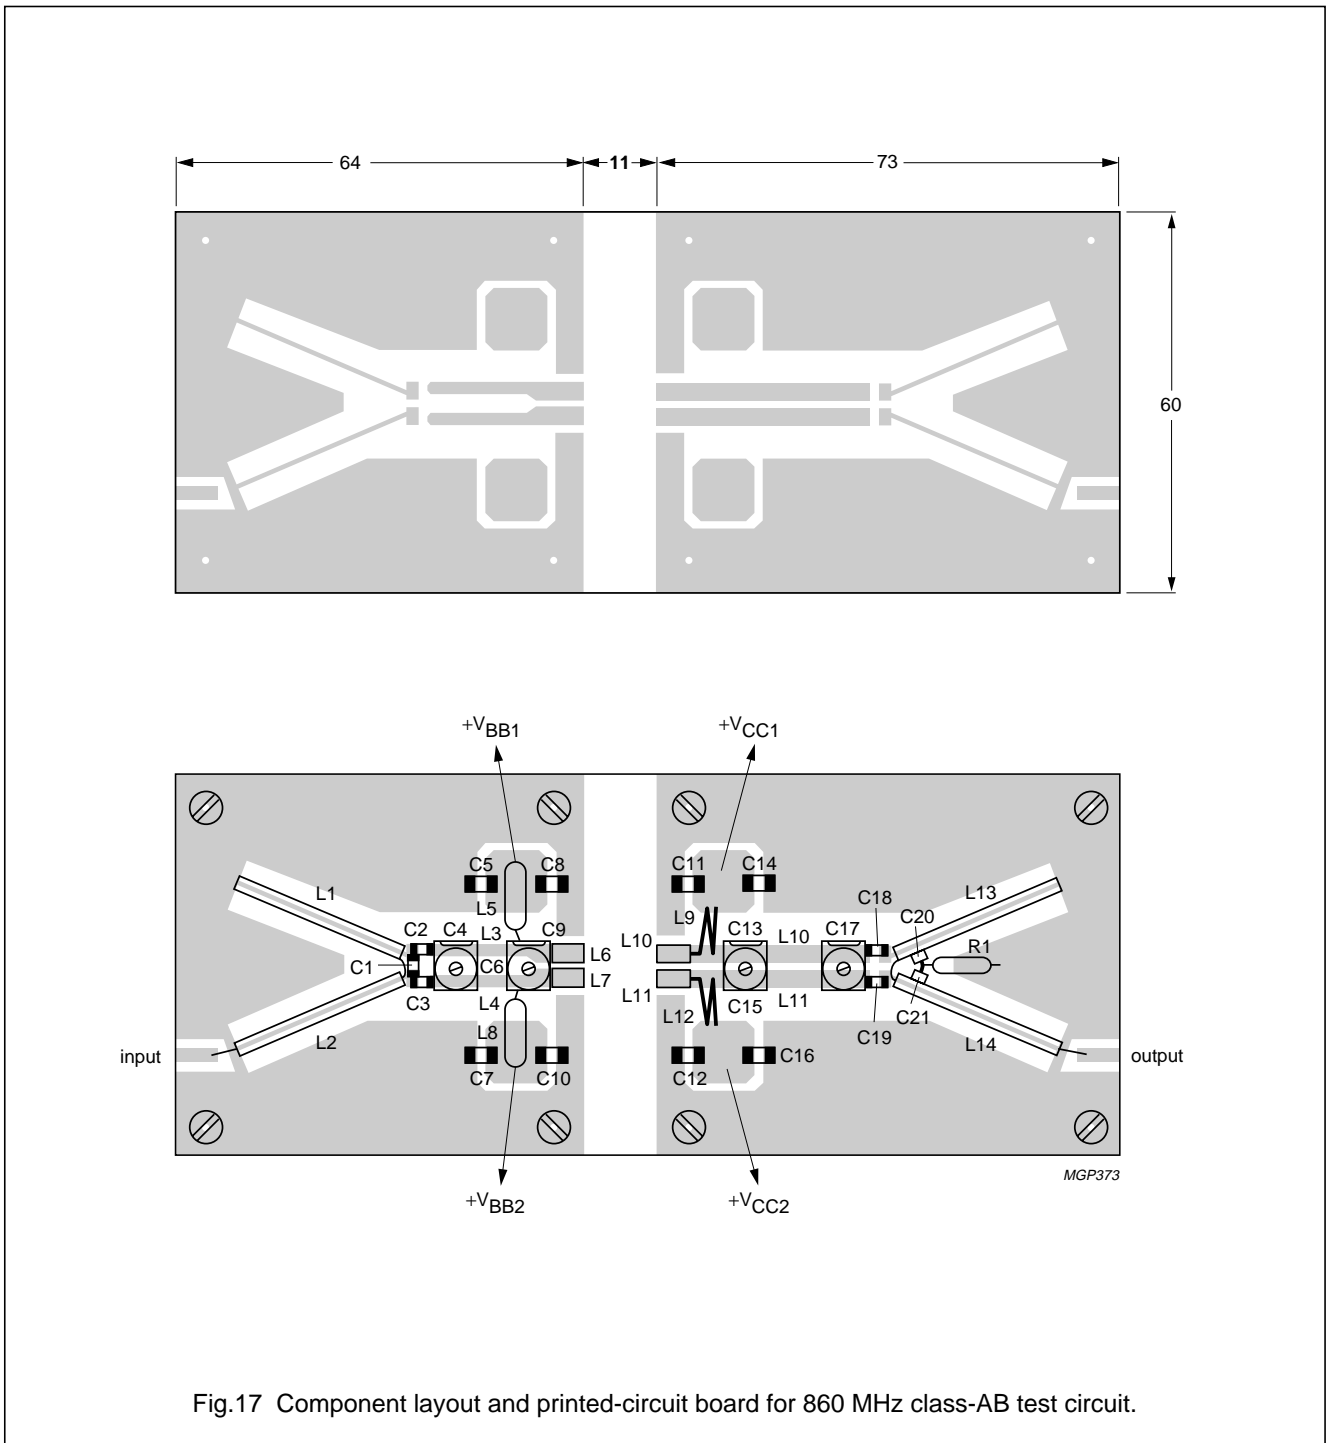 64 11 73
60
+VBB1 +VCC1
C5 C8 C11 C14
L1 L5 L9 L13
C18 C20
C2 C4 L3 C9 L10 C13 L10 C17 R1
C1 C6 L6
L7 L11
C3 L4 L12 C15 L11 C19 C21
L2 L8 L14
input C7 C10 C12 C16 output
MGP373
+VBB2 +VCC2
Fig.17 Component layout and printed-circuit board for 860 MHz class-AB test circuit.